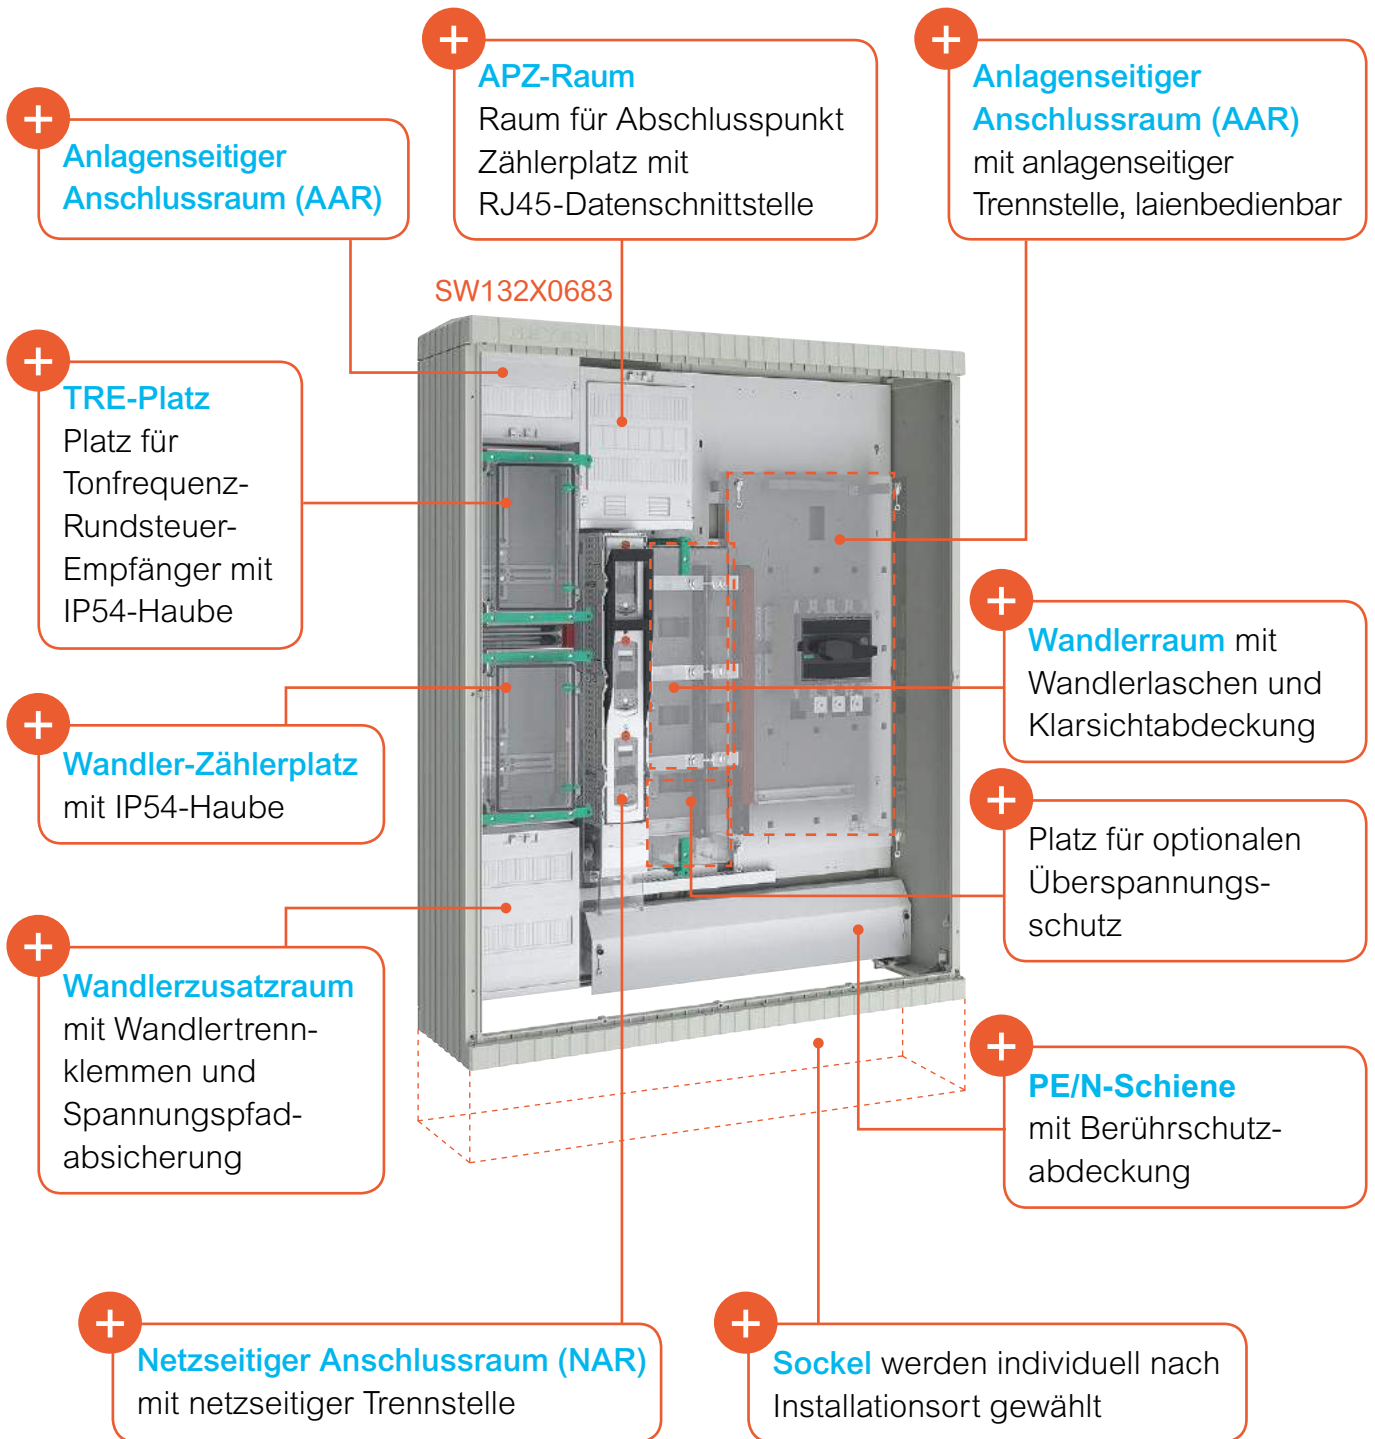 APZ-Raum
Raum für Abschlusspunkt
Zählerplatz mit
RJ45-Datenschnittstelle
Anlagenseitiger
Anschlussraum (AAR)
mit anlagenseitiger
Trennstelle, laienbedienbar
Anlagenseitiger
Anschlussraum (AAR)
SW132X0683
TRE-Platz
Platz für
Tonfrequenz-
Rundsteuer-
Empfänger mit
IP54-Haube
Wandlerraum mit
Wandlerlaschen und
Klarsichtabdeckung
Wandler-Zählerplatz
mit IP54-Haube
Platz für optionalen
Überspannungs-
schutz
Wandlerzusatzraum
mit Wandlertrenn-
klemmen und
Spannungspfad-
absicherung
PE/N-Schiene
mit Berührschutz-
abdeckung
Netzseitiger Anschlussraum (NAR)
mit netzseitiger Trennstelle
Sockel werden individuell nach
Installationsort gewählt